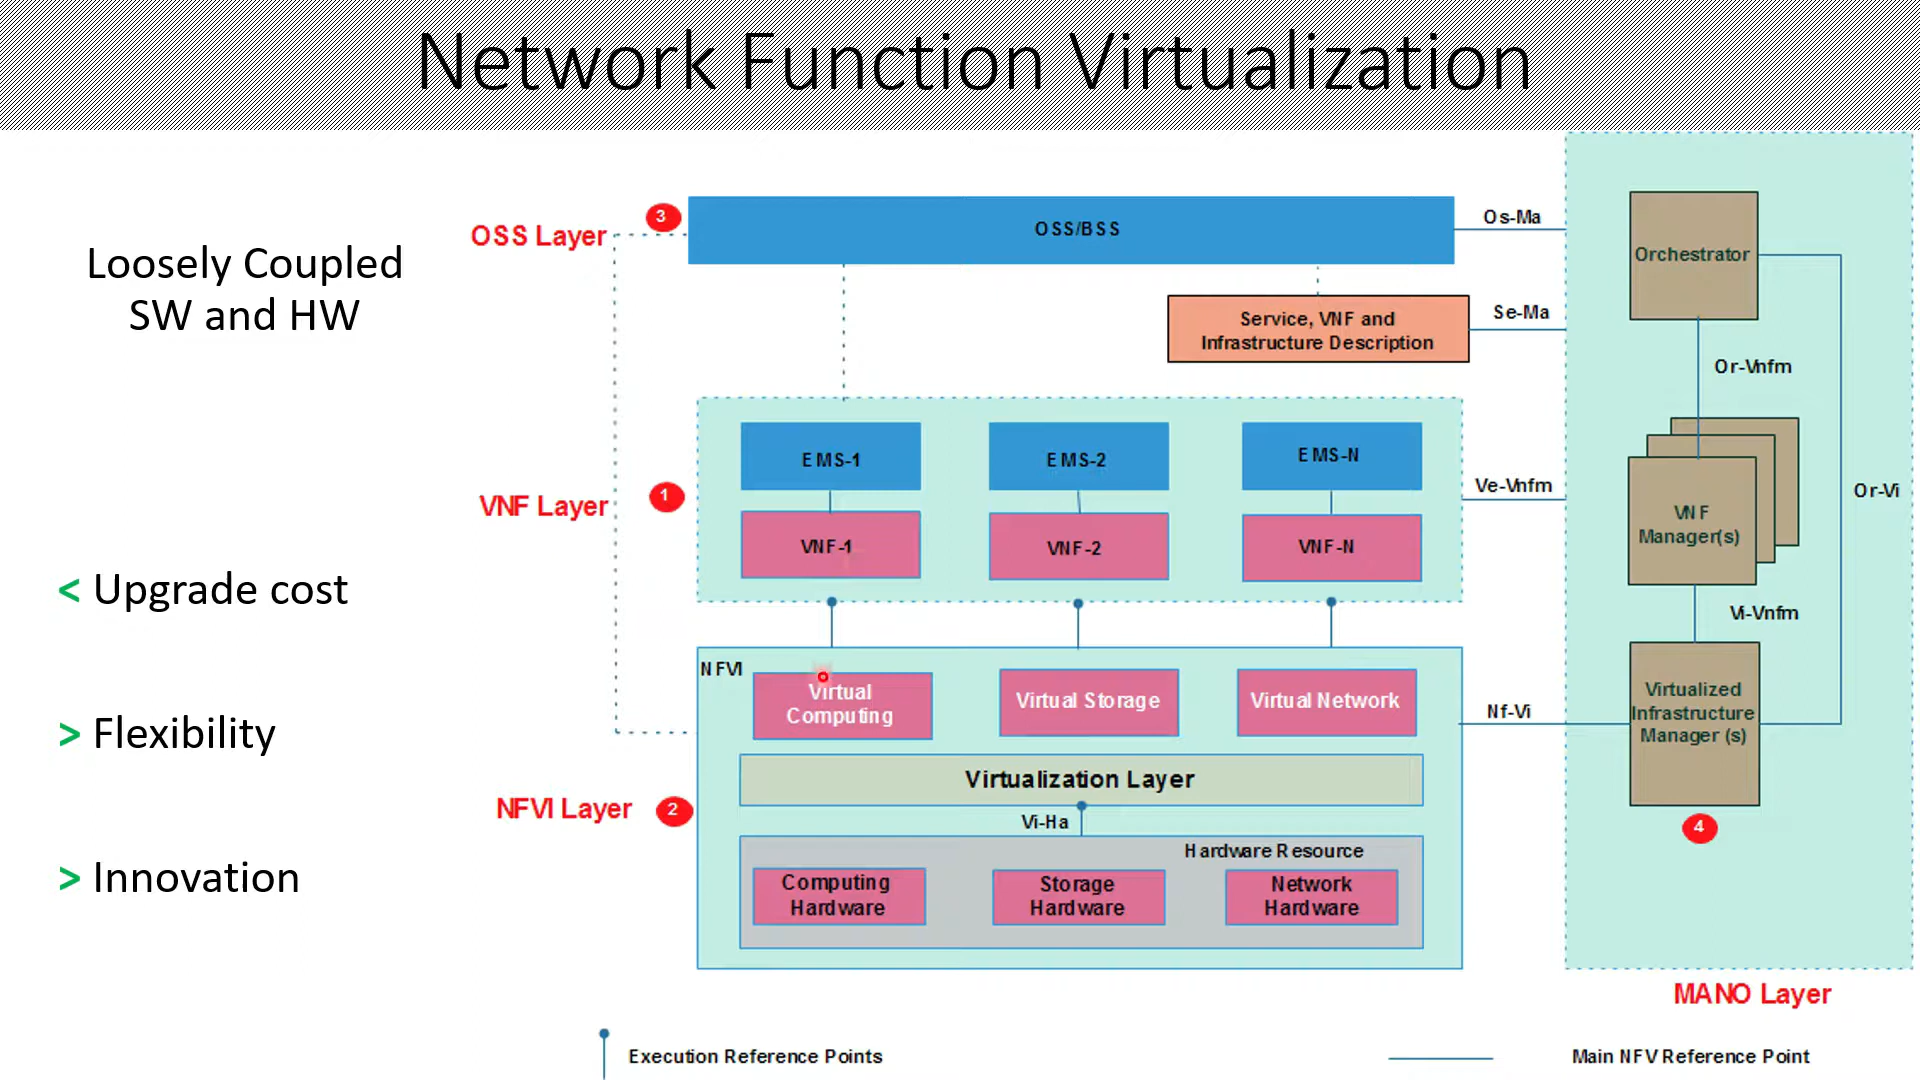 Network Function Virtualization
Loosely Coupled
SW and HW
< Upgrade cost
> Flexibility
> Innovation
OSS Layer
3
OSS/BSS
Os-Ma
Service, VNF and
Infrastructure Description
Se-Ma
VNF Layer
1
EMS-1
EMS-2
EMS-N
VNF-1
VNF-2
VNF-N
Ve-Vnfm
NFVI Layer
2
NFVI
Virtual
Computing
Virtual Storage
Virtual Network
Nf-Vi
Virtualization Layer
Vi-Ha
Hardware Resource
Computing
Hardware
Storage
Hardware
Network
Hardware
Orchestrator
Or-Vnfm
VNF
Manager(s)
Or-Vi
Vi-Vnfm
Virtualized
Infrastructure
Manager (s)
4
MANO Layer
Execution Reference Points
Main NFV Reference Point